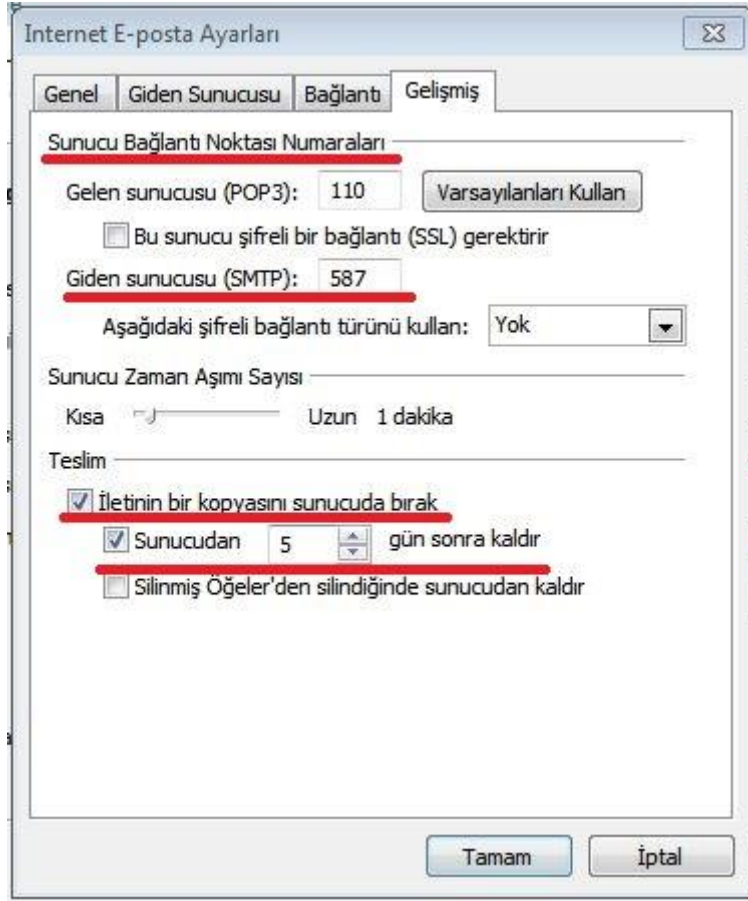 Internet E-posta Ayarları
Genel Giden Sunucusu Bağlantı Gelişmiş
Sunucu Bağlantı Noktası Numaraları
Gelen sunucusu (POP3): 110 Varsayılanları Kullan
Bu sunucu şifreli bir bağlantı (SSL) gerektirir
Giden sunucusu (SMTP): 587
Aşağıdaki şifreli bağlantı türünü kullan: Yok
Sunucu Zaman Aşımı Sayısı
Kısa Uzun 1 dakika
Teslim
İletinin bir kopyasını sunucuda bırak
Sunucudan 5 gün sonra kaldır
Silinmiş Öğeler'den silindiğinde sunucudan kaldır
Tamam İptal